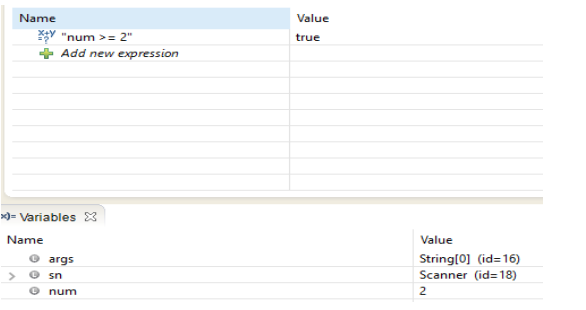 Name Value
"num >= 2" true
Add new expression
Variables
Name Value
args String[0] (id=16)
sn Scanner (id=18)
num 2